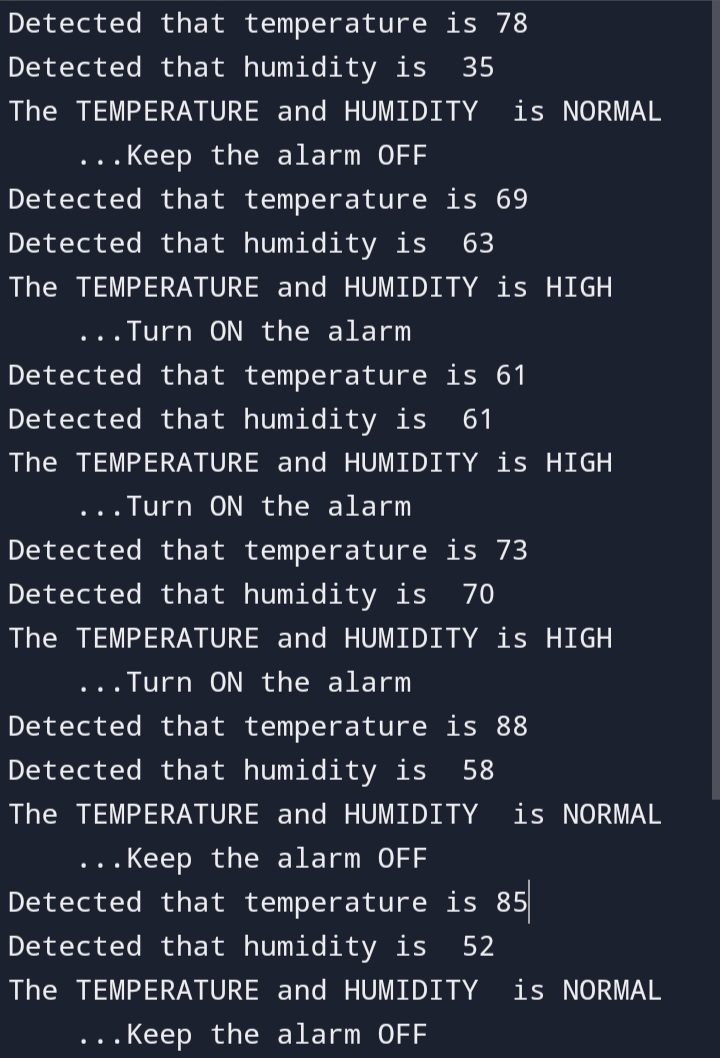 Detected that temperature is 78
Detected that humidity is  35
The TEMPERATURE and HUMIDITY  is NORMAL
    ...Keep the alarm OFF
Detected that temperature is 69
Detected that humidity is  63
The TEMPERATURE and HUMIDITY is HIGH
    ...Turn ON the alarm
Detected that temperature is 61
Detected that humidity is  61
The TEMPERATURE and HUMIDITY is HIGH
    ...Turn ON the alarm
Detected that temperature is 73
Detected that humidity is  70
The TEMPERATURE and HUMIDITY is HIGH
    ...Turn ON the alarm
Detected that temperature is 88
Detected that humidity is  58
The TEMPERATURE and HUMIDITY  is NORMAL
    ...Keep the alarm OFF
Detected that temperature is 85
Detected that humidity is  52
The TEMPERATURE and HUMIDITY  is NORMAL
    ...Keep the alarm OFF